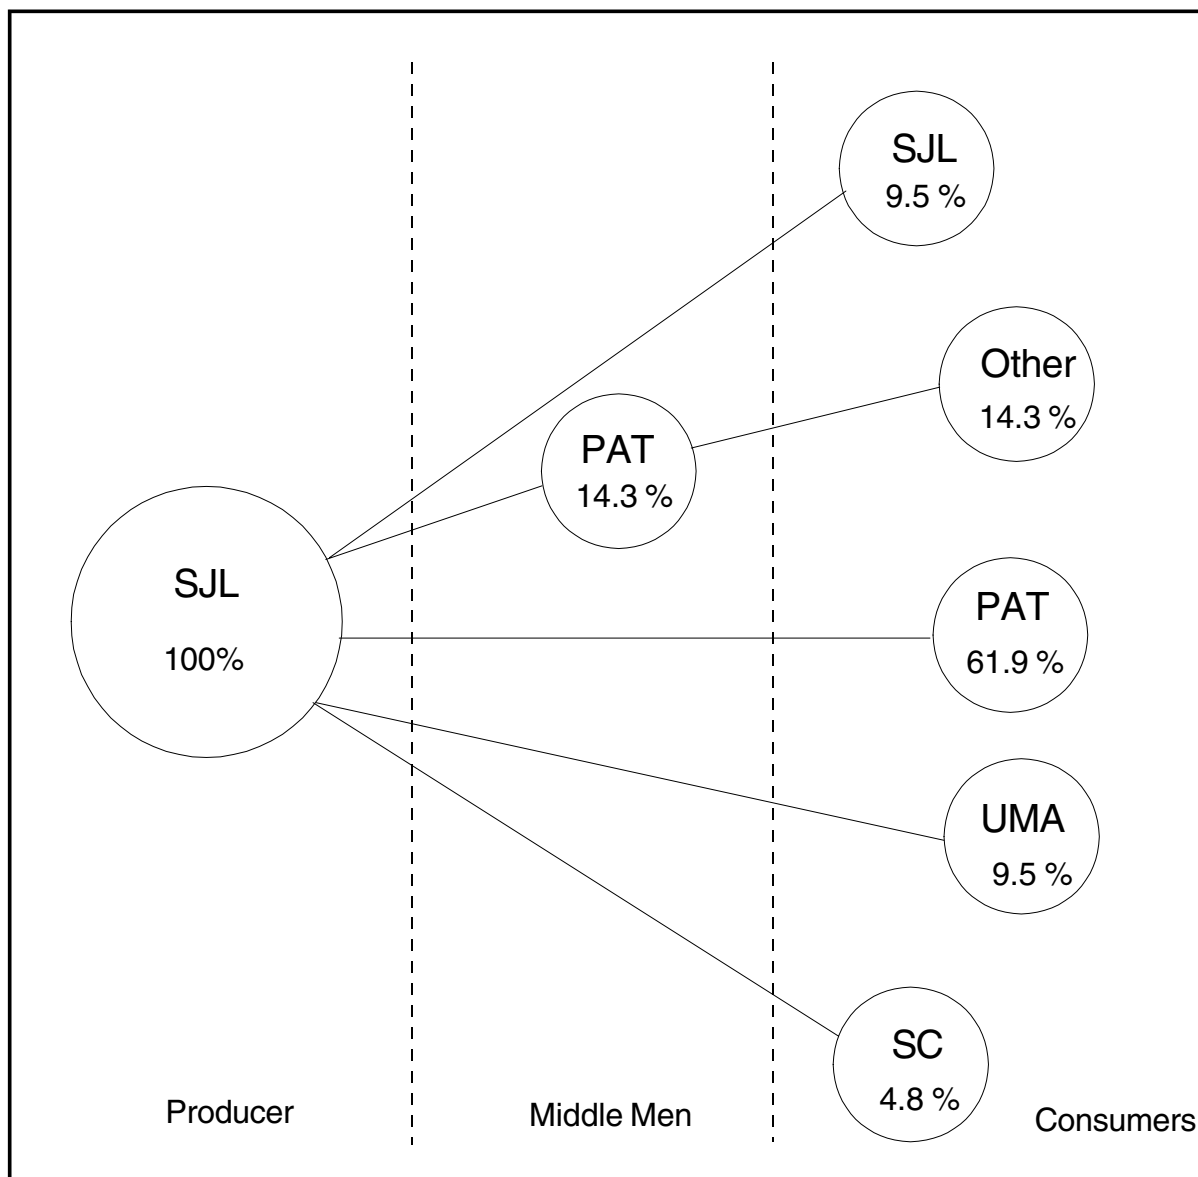 SJL
9.5 %
Other
14.3 %
PAT
14.3 %
SJL
100%
PAT
61.9 %
UMA
9.5 %
SC
4.8 %
Producer
Middle Men
Consumers